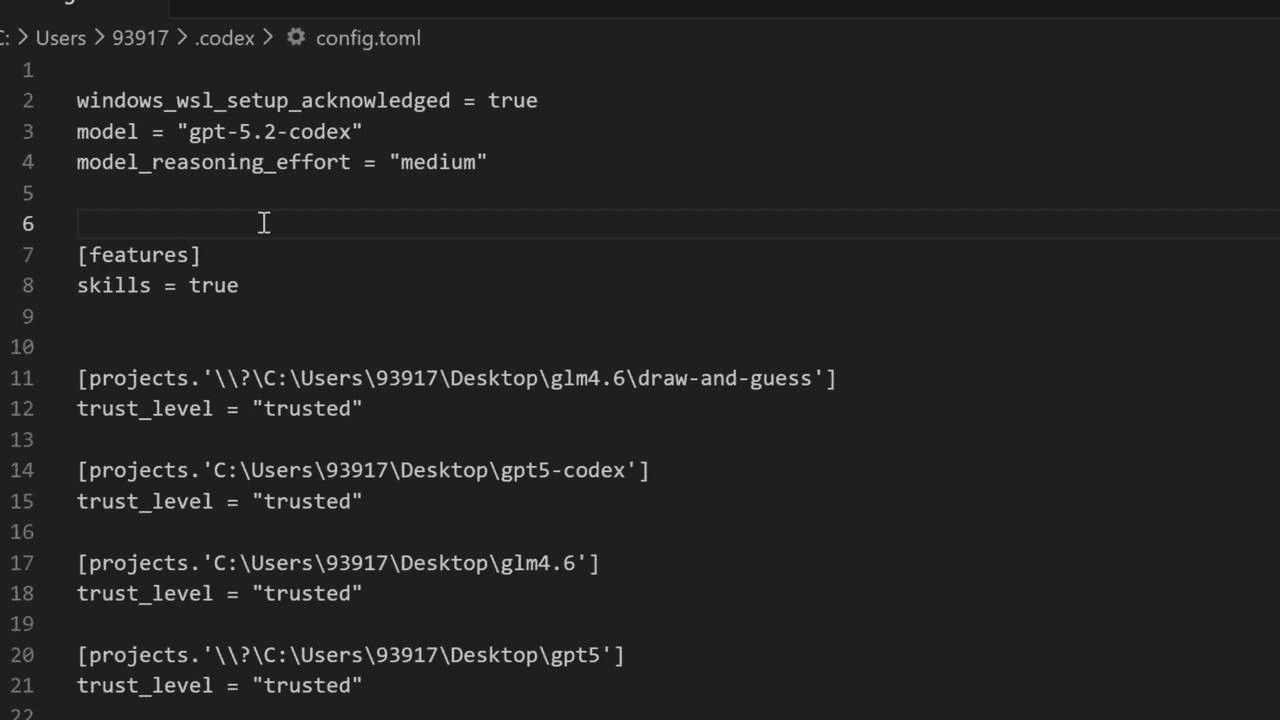 C: > Users > 93917 > .codex > config.toml
1
2 windows_wsl_setup_acknowledged = true
3 model = "gpt-5.2-codex"
4 model_reasoning_effort = "medium"
5
6
7 [features]
8 skills = true
9
10
11 [projects.'\\?\C:\Users\93917\Desktop\glm4.6\draw-and-guess']
12 trust_level = "trusted"
13
14 [projects.'C:\Users\93917\Desktop\gpt5-codex']
15 trust_level = "trusted"
16
17 [projects.'C:\Users\93917\Desktop\glm4.6']
18 trust_level = "trusted"
19
20 [projects.'\\?\C:\Users\93917\Desktop\gpt5']
21 trust_level = "trusted"
22